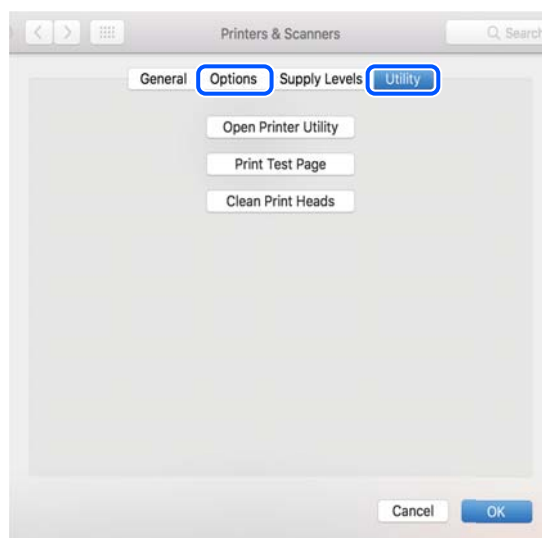 Printers & Scanners Search
General Options Supply Levels Utility
Open Printer Utility
Print Test Page
Clean Print Heads
Cancel OK